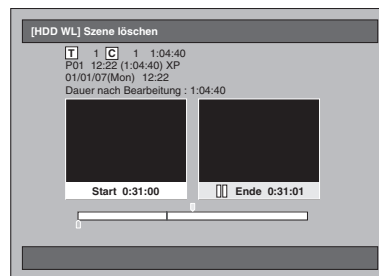 [HDD WL] Szene löschen
T 1 C 1 1:04:40
P01 12:22 (1:04:40) XP
01/01/07(Mon) 12:22
Dauer nach Bearbeitung : 1:04:40
Start 0:31:00 Ende 0:31:01